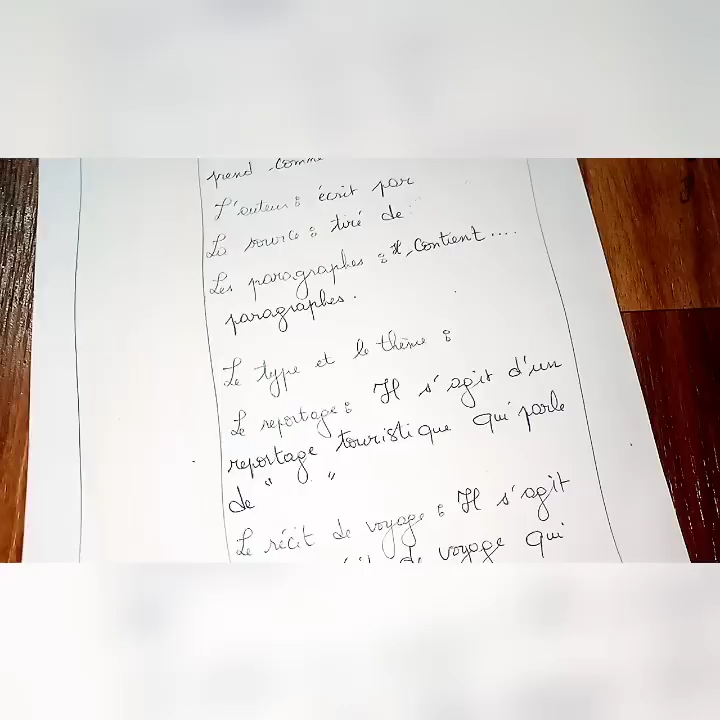 prend comme
L'auteur : écrit par
La source : tiré de
Les paragraphes : Il contient ....
paragraphes.
Le type et le thème :
Le reportage : Il s'agit d'un
reportage touristique qui parle
de " "
Le récit de voyage : Il s'agit
de voyage qui